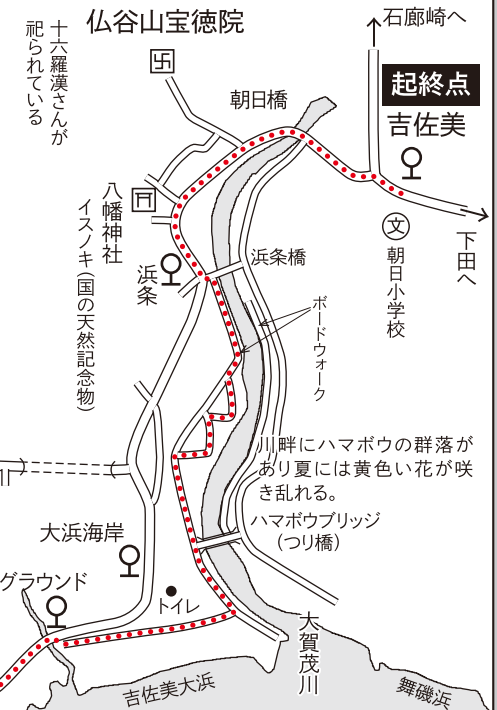 石廊崎へ
仏谷山宝徳院
十六羅漢さんが
祀られている
卍
朝日橋
起終点
吉佐美
八幡神社
イスノキ(国の天然記念物)
文
朝日小学校
下田へ
浜条
浜条橋
ボードウォーク
川畔にハマボウの群落が
あり夏には黄色い花が咲
き乱れる。
ハマボウブリッジ
(つり橋)
大浜海岸
トイレ
グラウンド
大賀茂川
吉佐美大浜
舞磯浜